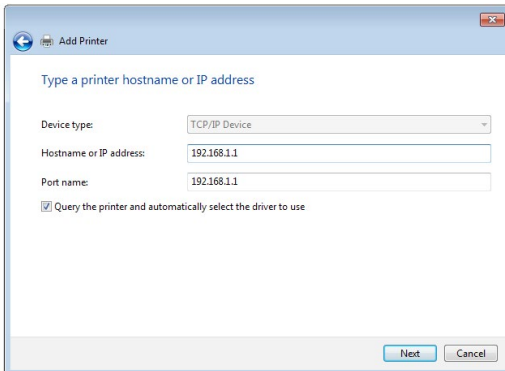 Add Printer
Type a printer hostname or IP address
Device type: TCP/IP Device
Hostname or IP address: 192.168.1.1
Port name: 192.168.1.1
Query the printer and automatically select the driver to use
Next Cancel